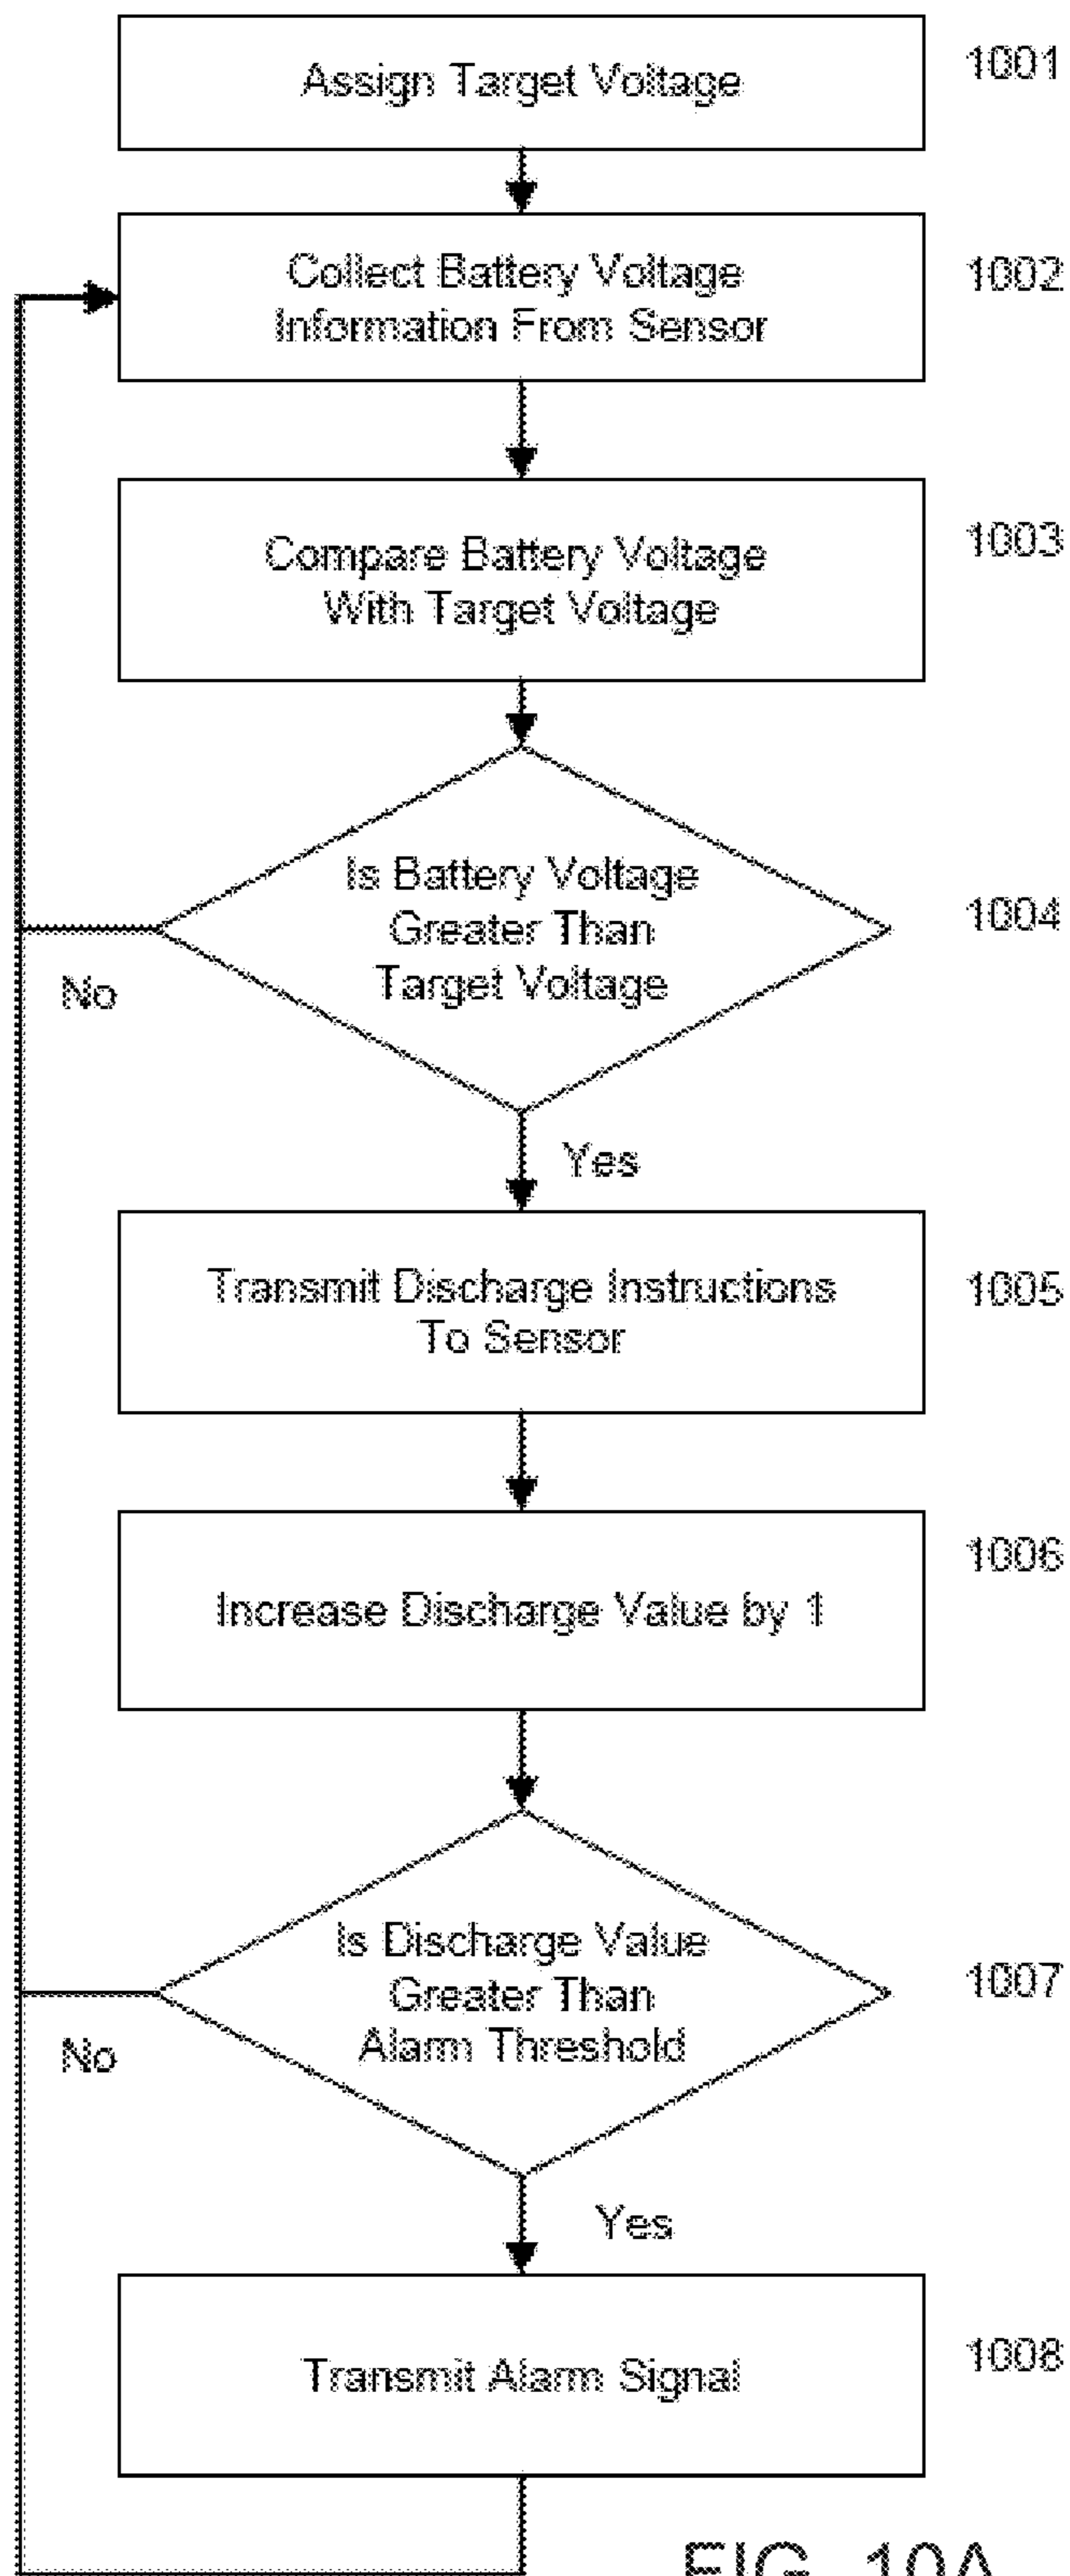 Assign Target Voltage
1001
Collect Battery Voltage
Information From Sensor
1002
Compare Battery Voltage
With Target Voltage
1003
Is Battery Voltage
Greater Than
Target Voltage
1004
No
Yes
Transmit Discharge Instructions
To Sensor
1005
Increase Discharge Value by 1
1006
Is Discharge Value
Greater Than
Alarm Threshold
1007
No
Yes
Transmit Alarm Signal
1008
FIG. 10A